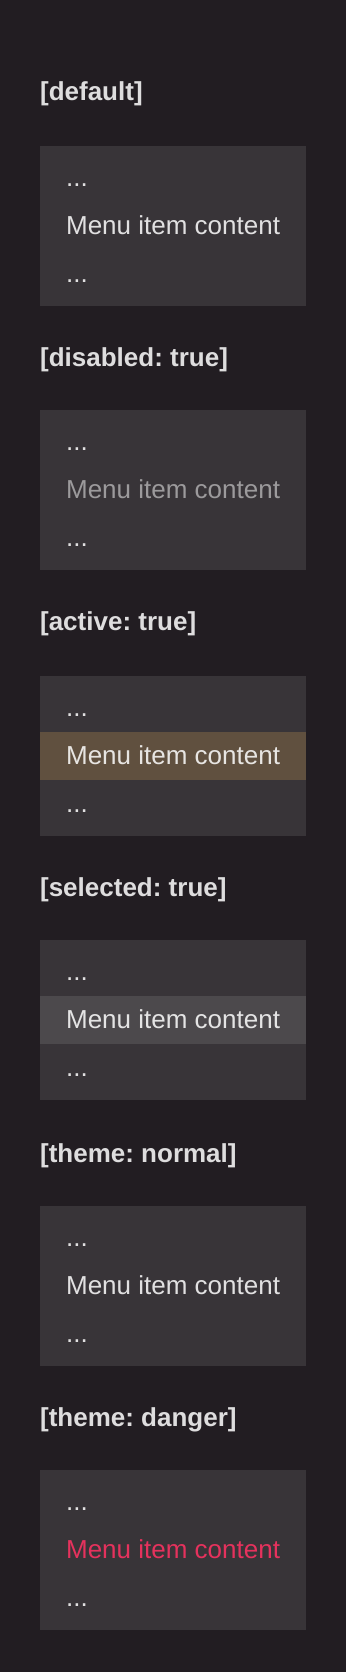 [default]
...
Menu item content
...
[disabled: true]
...
Menu item content
...
[active: true]
...
Menu item content
...
[selected: true]
...
Menu item content
...
[theme: normal]
...
Menu item content
...
[theme: danger]
...
Menu item content
...